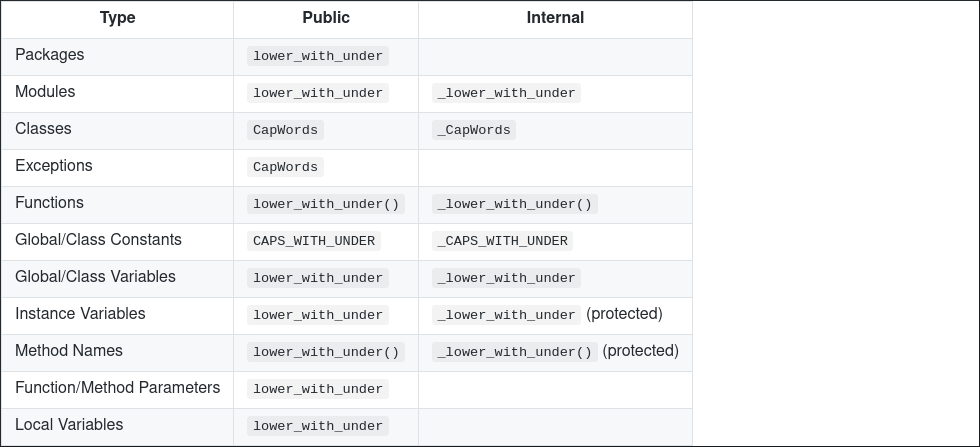 Type Public Internal
Packages lower_with_under
Modules lower_with_under _lower_with_under
Classes CapWords _CapWords
Exceptions CapWords
Functions lower_with_under() _lower_with_under()
Global/Class Constants CAPS_WITH_UNDER _CAPS_WITH_UNDER
Global/Class Variables lower_with_under _lower_with_under
Instance Variables lower_with_under _lower_with_under (protected)
Method Names lower_with_under() _lower_with_under() (protected)
Function/Method Parameters lower_with_under
Local Variables lower_with_under